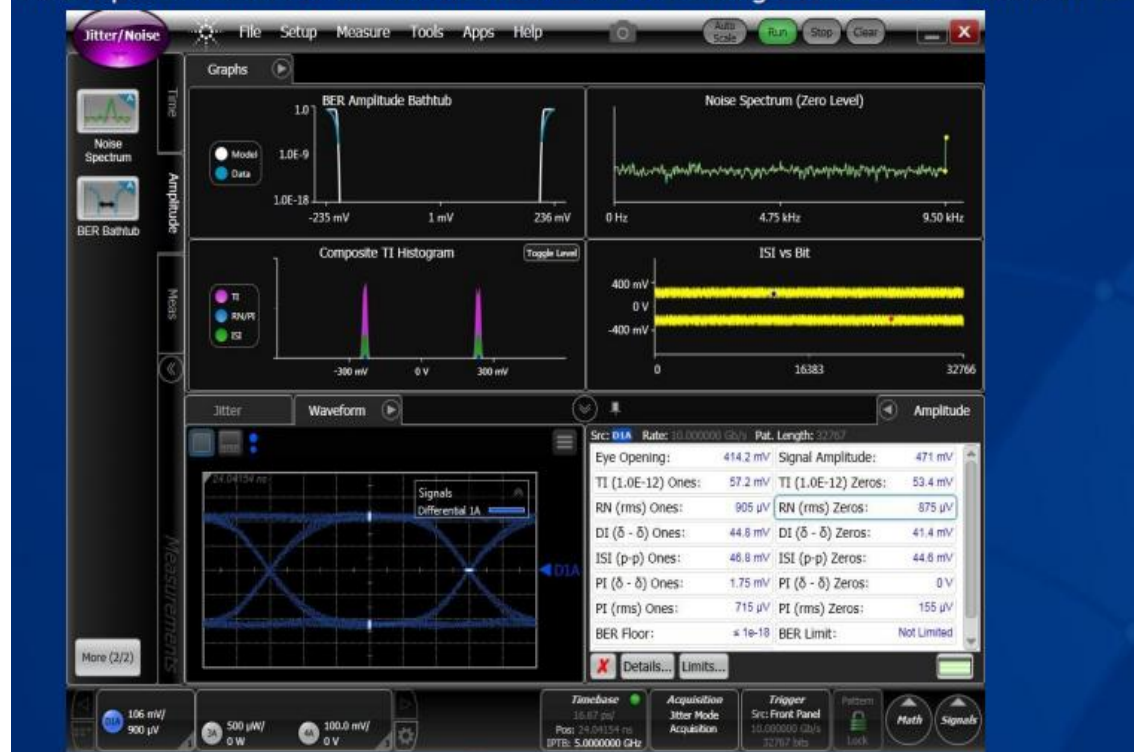 Jitter/Noise
File Setup Measure Tools Apps Help
Auto Scale
Run
Stop
Clear
Graphs
Time
Noise
Spectrum
Amplitude
BER Bathtub
Meas
BER Amplitude Bathtub
1.0
1.0E-9
1.0E-18
Model
Data
-235 mV 1 mV 236 mV
Noise Spectrum (Zero Level)
0 Hz 4.75 kHz 9.50 kHz
Composite TI Histogram
Toggle Level
TI
RN/PI
ISI
-300 mV 0 V 300 mV
ISI vs Bit
400 mV
0 V
-400 mV
0 16383 32766
Jitter Waveform
Amplitude
24.04154 ns
Signals
Differential 1A
D1A
Src: D1A Rate: 10.000000 Gb/s Pat. Length: 32767
Eye Opening: 414.2 mV Signal Amplitude: 471 mV
TI (1.0E-12) Ones: 57.2 mV TI (1.0E-12) Zeros: 53.4 mV
RN (rms) Ones: 905 µV RN (rms) Zeros: 875 µV
DI (δ - δ) Ones: 44.8 mV DI (δ - δ) Zeros: 41.4 mV
ISI (p-p) Ones: 46.8 mV ISI (p-p) Zeros: 44.6 mV
PI (δ - δ) Ones: 1.75 mV PI (δ - δ) Zeros: 0 V
PI (rms) Ones: 715 µV PI (rms) Zeros: 155 µV
BER Floor: ≤ 1e-18 BER Limit: Not Limited
Details... Limits...
Measurements
More (2/2)
D1A 106 mV/
900 µV
3A 500 µW/
0 W
4A 100.0 mV/
0 V
Timebase
16.67 ps/
Pos: 24.04154 ns
IPTB: 5.0000000 GHz
Acquisition
Jitter Mode
Acquisition
Trigger
Src: Front Panel
10.000000 Gb/s
32767 bits
Pattern
Lock
Math
Signals